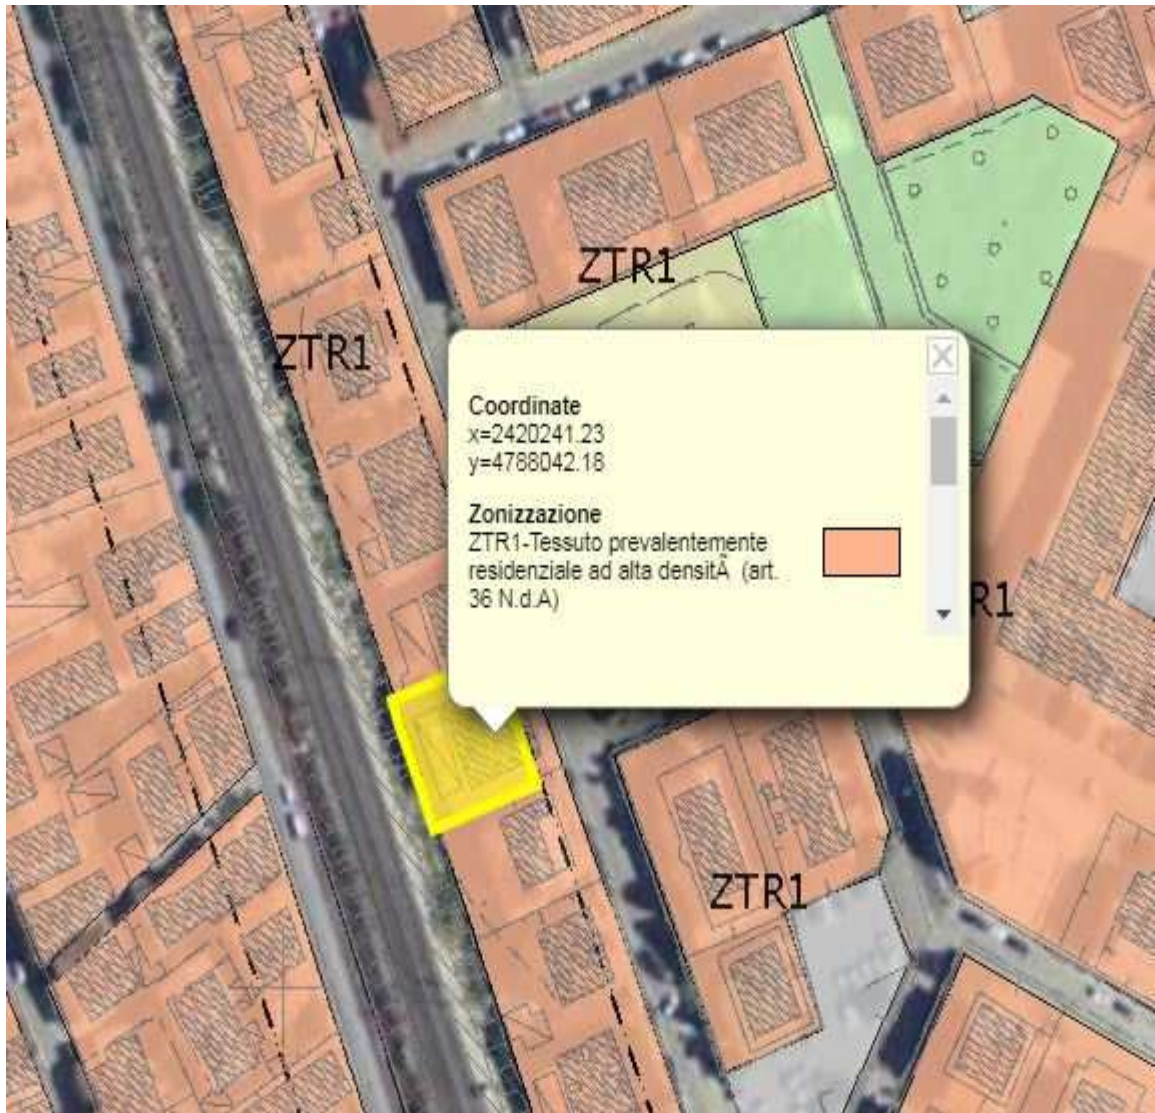 ZTR1
ZTR1
Coordinate
x=2420241.23
y=4788042.18
Zonizzazione
ZTR1-Tessuto prevalentemente
residenziale ad alta densitÃ (art.
36 N.d.A)
R1
ZTR1